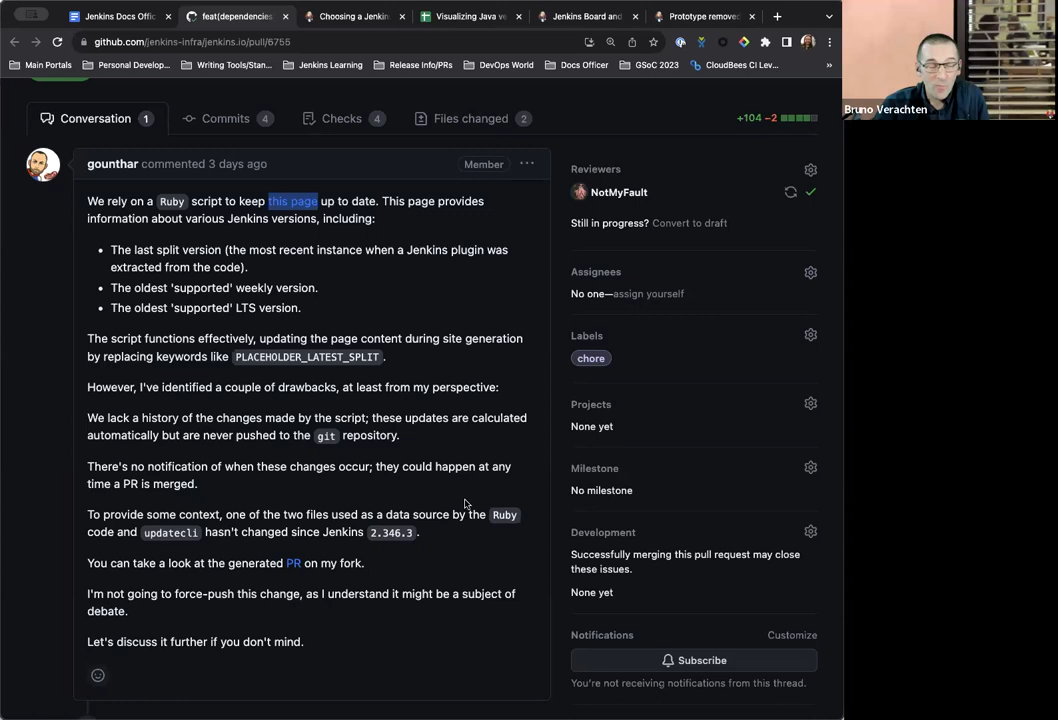 Jenkins Docs Offic
feat(dependencies
Choosing a Jenkin
Visualizing Java ve
Jenkins Board and
Prototype removed
github.com/jenkins-infra/jenkins.io/pull/6755
Main Portals
Personal Develop...
Writing Tools/Stan...
Jenkins Learning
Release Info/PRs
DevOps World
Docs Officer
GSoC 2023
CloudBees CI Lev...
Bruno Verachten
Conversation 1
Commits 4
Checks 4
Files changed 2
+104 −2
gounthar commented 3 days ago
Member
We rely on a Ruby script to keep this page up to date. This page provides
information about various Jenkins versions, including:
• The last split version (the most recent instance when a Jenkins plugin was
extracted from the code).
• The oldest 'supported' weekly version.
• The oldest 'supported' LTS version.
The script functions effectively, updating the page content during site generation
by replacing keywords like PLACEHOLDER_LATEST_SPLIT.
However, I've identified a couple of drawbacks, at least from my perspective:
We lack a history of the changes made by the script; these updates are calculated
automatically but are never pushed to the git repository.
There's no notification of when these changes occur; they could happen at any
time a PR is merged.
To provide some context, one of the two files used as a data source by the Ruby
code and updatecli hasn't changed since Jenkins 2.346.3.
You can take a look at the generated PR on my fork.
I'm not going to force-push this change, as I understand it might be a subject of
debate.
Let's discuss it further if you don't mind.
Reviewers
NotMyFault
Still in progress? Convert to draft
Assignees
No one—assign yourself
Labels
chore
Projects
None yet
Milestone
No milestone
Development
Successfully merging this pull request may close
these issues.
None yet
Notifications
Customize
Subscribe
You're not receiving notifications from this thread.